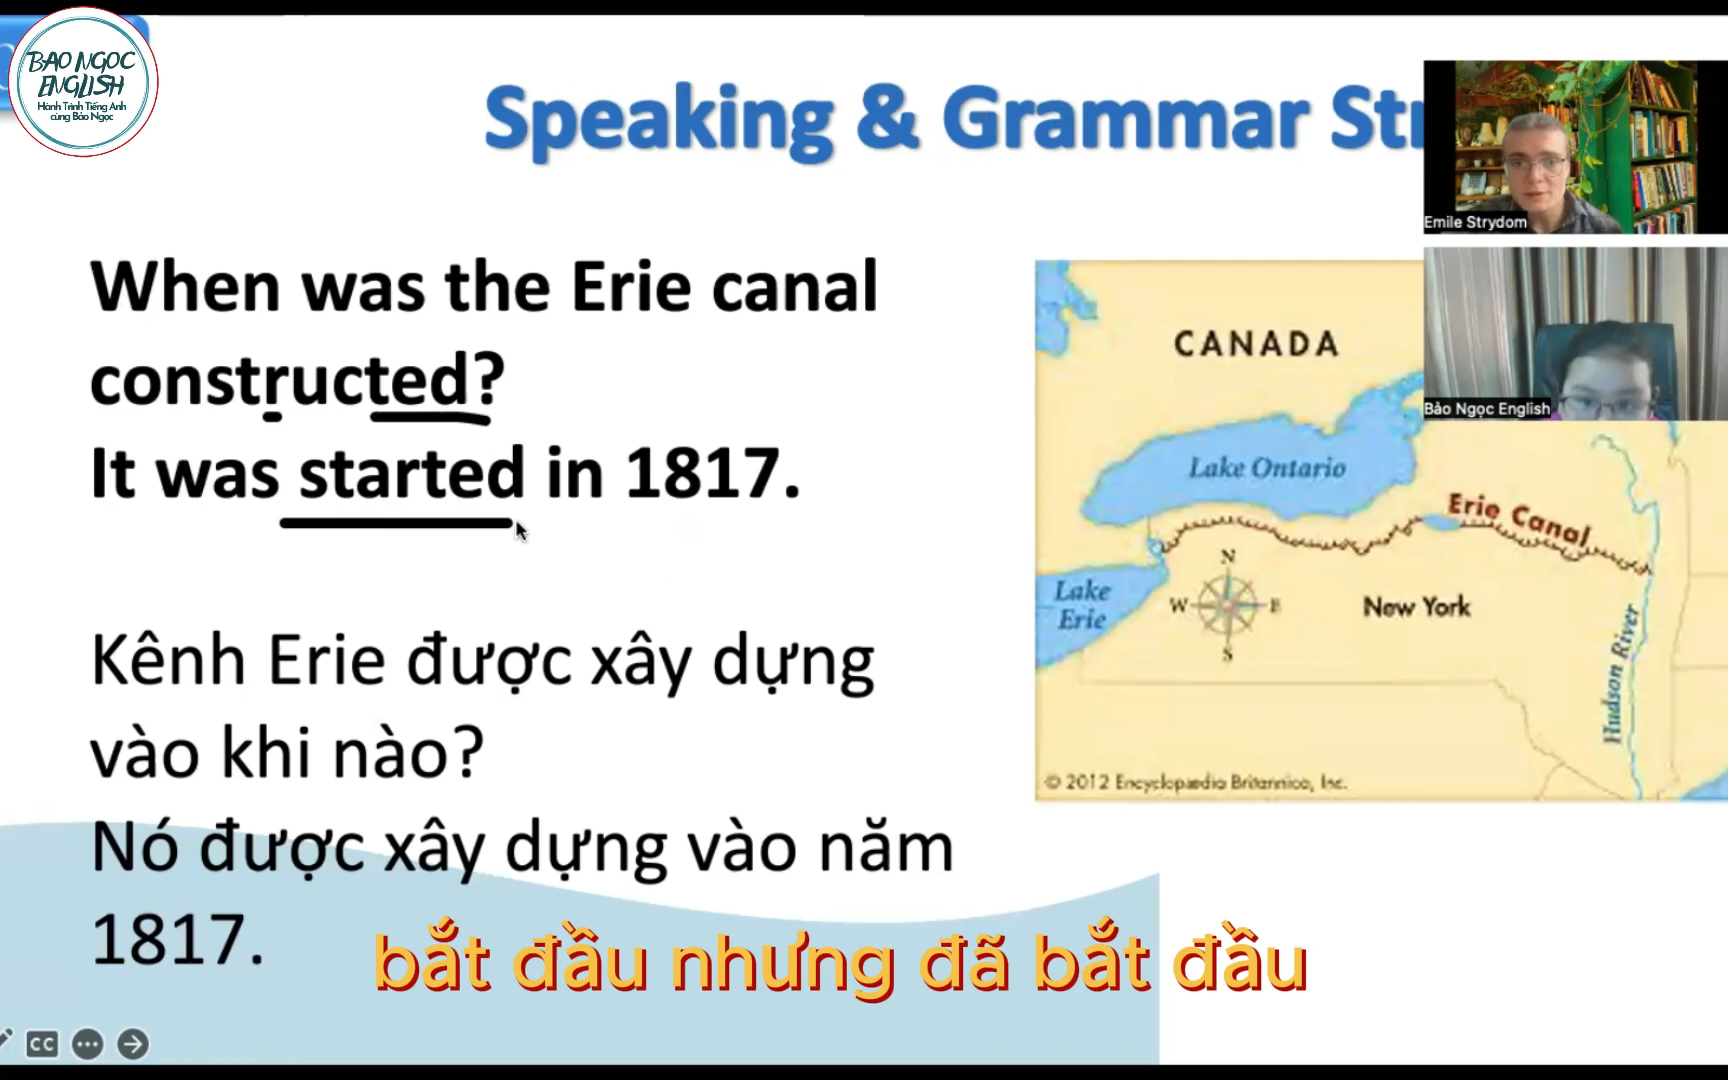 BAO NGOC
ENGLISH
Hành Trình Tiếng Anh
cùng Bảo Ngọc
Speaking & Grammar Str
Emile Strydom
Bảo Ngọc English
When was the Erie canal
constructed?
It was started in 1817.
Kênh Erie được xây dựng
vào khi nào?
Nó được xây dựng vào năm
1817.
CANADA
Lake Ontario
Erie Canal
Lake
Erie
N
W
E
S
New York
Hudson River
© 2012 Encyclopædia Britannica, Inc.
bắt đầu nhưng đã bắt đầu
CC